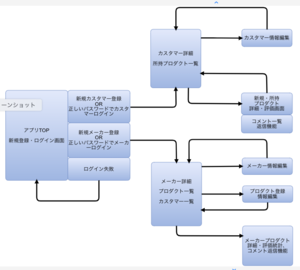 ーンショット
アプリTOP
新規登録・ログイン画面
新規カスタマー登録
OR
正しいパスワードでカスタ
マーログイン
新規メーカー登録
OR
正しいパスワードでメーカ
ーログイン
ログイン失敗
カスタマー詳細
所持プロダクト一覧
カスタマー情報編集
新規・所持
プロダクト
詳細・評価画面
コメント一覧
返信機能
メーカー詳細
プロダクト一覧
カスタマー一覧
メーカー情報編集
プロダクト登録
情報編集
メーカープロダクト
詳細・評価統計、
コメント返信機能